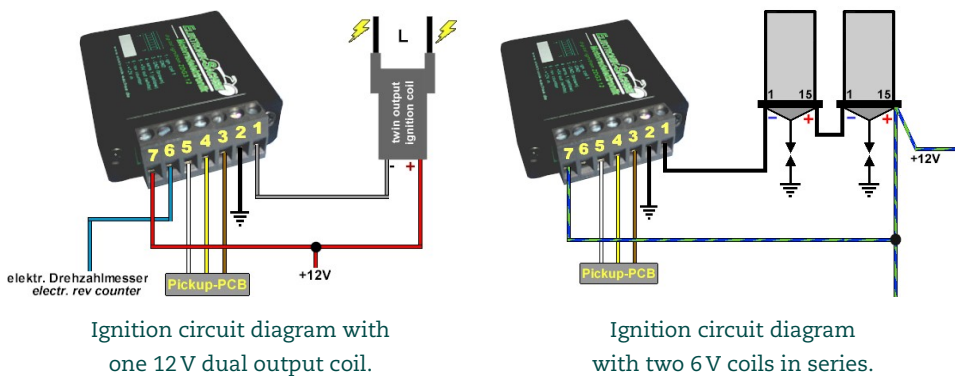 L
twin output
ignition coil
- +
7 6 5 4 3 2 1
+12V
elektr. Drehzahlmesser
electr. rev counter
Pickup-PCB
Ignition circuit diagram with
one 12 V dual output coil.
1 15 1 15
- + - +
7 6 5 4 3 2 1
+12V
Pickup-PCB
Ignition circuit diagram
with two 6 V coils in series.